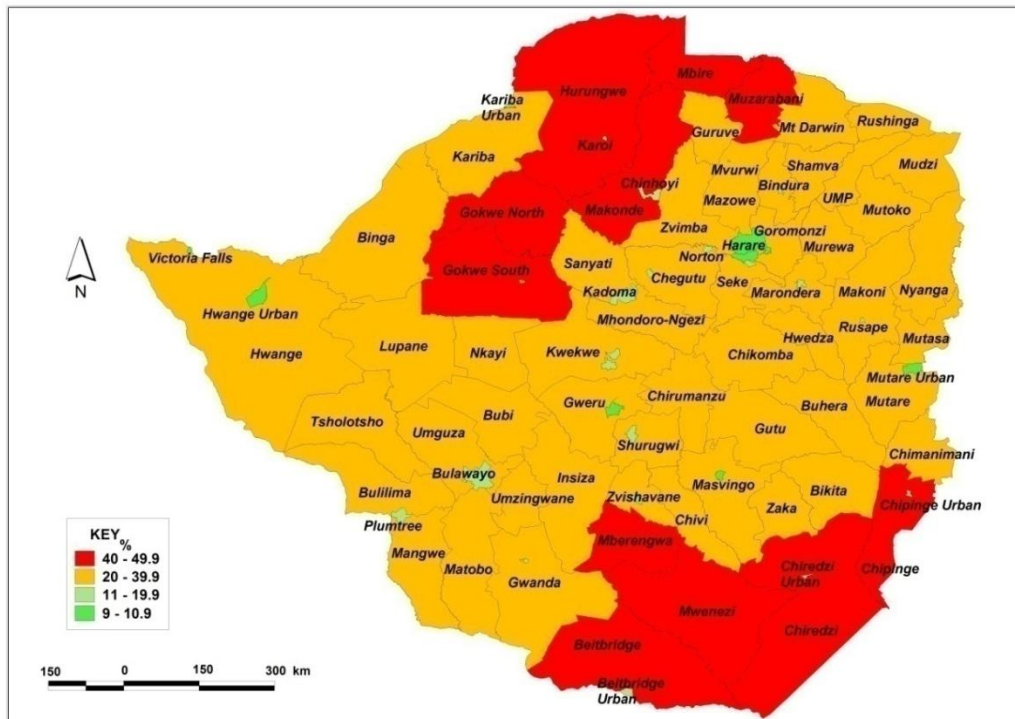 Hurungwe
Mbire
Muzarabani
Kariba
Urban
Mt Darwin
Rushinga
Guruve
Karoi
Kariba
Mvurwi
Shamva
Mudzi
Chinhoyi
Bindura
UMP
Mazowe
Mutoko
Gokwe North
Makonde
Zvimba
Goromonzi
Binga
Harare
Murewa
Victoria Falls
Norton
Sanyati
Gokwe South
Chegutu
Seke
N
Kadoma
Marondera
Makoni
Nyanga
Hwange Urban
Mhondoro-Ngezi
Rusape
Hwedza
Mutasa
Lupane
Nkayi
Kwekwe
Hwange
Chikomba
Mutare Urban
Chirumanzu
Gweru
Buhera
Mutare
Bubi
Tsholotsho
Umguza
Gutu
Shurugwi
Chimanimani
Bulawayo
Insiza
Masvingo
Bikita
Bulilima
Umzingwane
Zvishavane
Chipinge Urban
Zaka
Plumtree
Chivi
Mberengwa
Mangwe
Chiredzi
Urban
Chipinge
Matobo
Gwanda
Mwenezi
Chiredzi
Beitbridge
Beitbridge
Urban
KEY
%
40 - 49.9
20 - 39.9
11 - 19.9
9 - 10.9
150 0 150 300 km